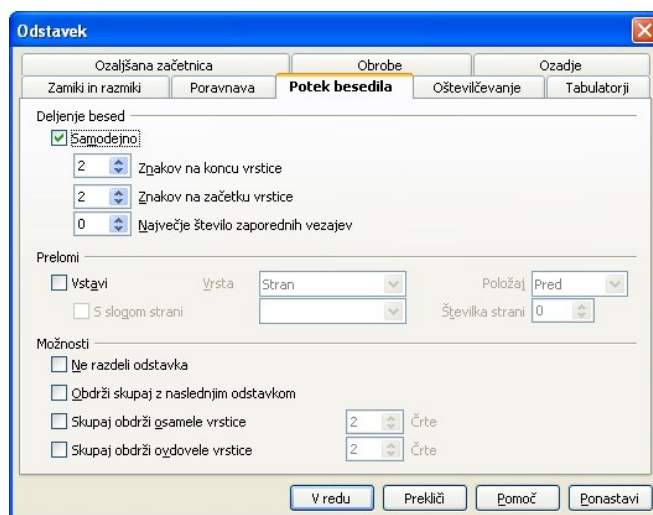 Odstavek
Ozaljšana začetnica Obrobe Ozadje
Zamiki in razmiki Poravnava Potek besedila Oštevilčevanje Tabulatorji
Deljenje besed
Samodejno
2 Znakov na koncu vrstice
2 Znakov na začetku vrstice
0 Največje število zaporednih vezajev
Prelomi
Vstavi Vrsta Stran Položaj Pred
S slogom strani Številka strani 0
Možnosti
Ne razdeli odstavka
Obdrži skupaj z naslednjim odstavkom
Skupaj obdrži osamele vrstice 2 Črte
Skupaj obdrži ovdovele vrstice 2 Črte
V redu Prekliči Pomoč Ponastavi